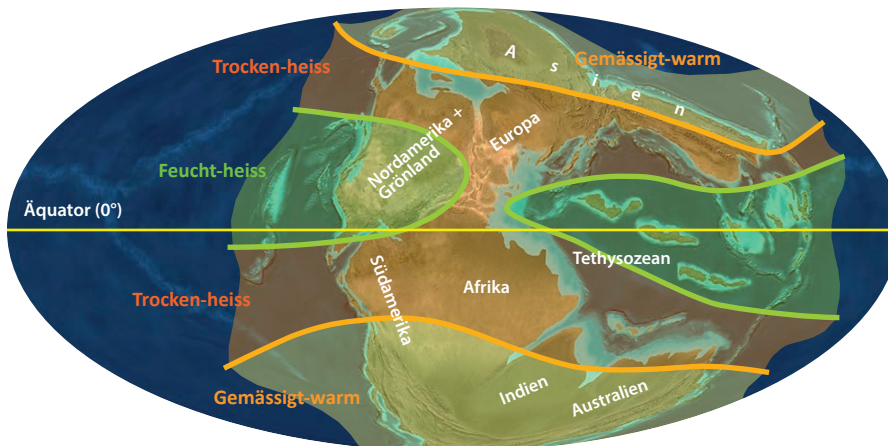 Asien
Gemässigt-warm
Trocken-heiss
Nordamerika +
Grönland
Europa
Feucht-heiss
Äquator (0°)
Tethysozean
Südamerika
Afrika
Trocken-heiss
Gemässigt-warm
Indien
Australien